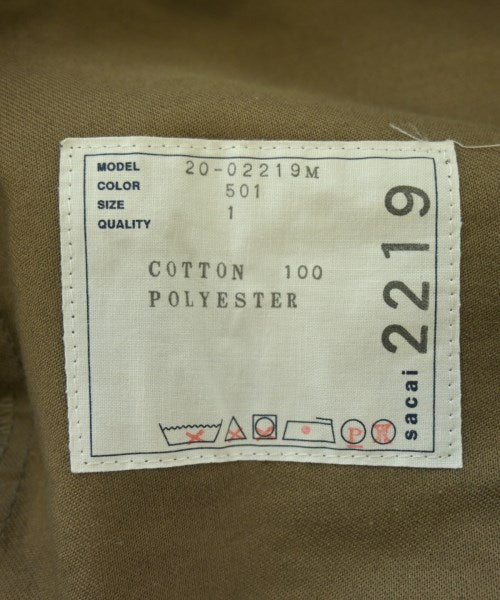 MODEL 20-02219M
COLOR 501
SIZE 1
QUALITY
COTTON 100
POLYESTER
sacai 2219
P